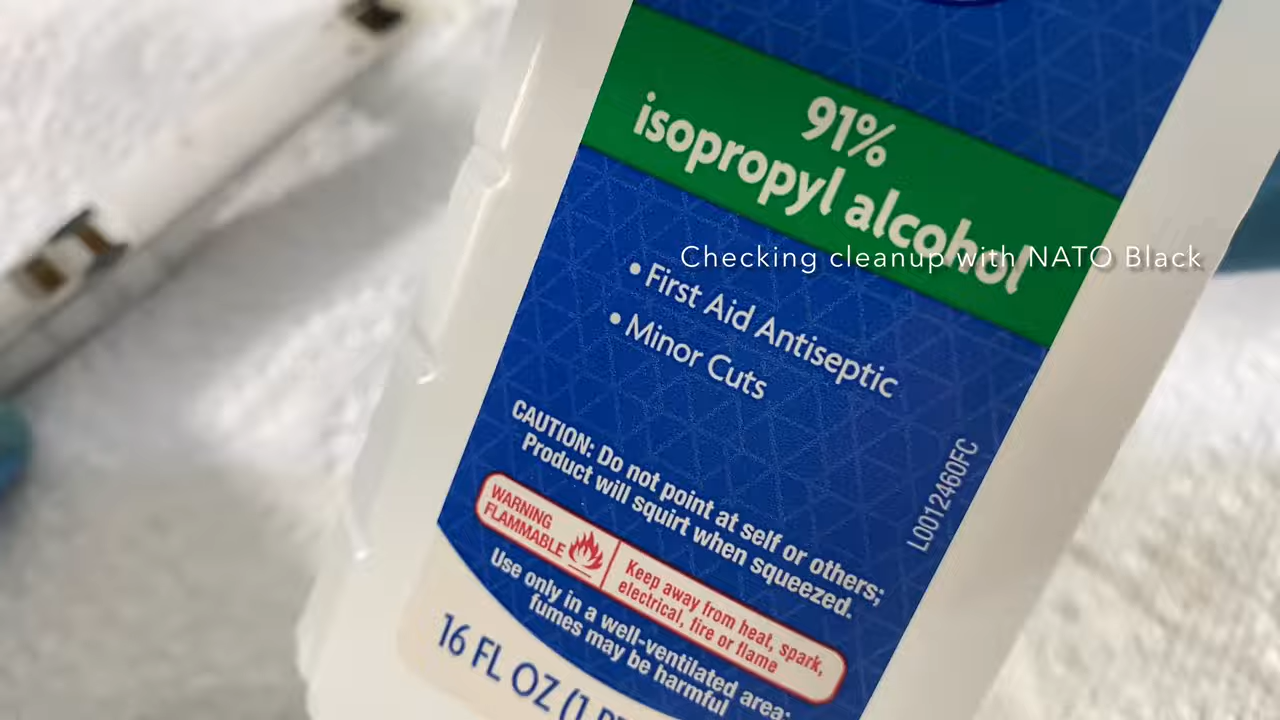 91%
isopropyl alcohol
Checking cleanup with NATO Black
• First Aid Antiseptic
• Minor Cuts
CAUTION: Do not point at self or others;
Product will squirt when squeezed.
L0012460FC
WARNING
FLAMMABLE
Keep away from heat, spark,
electrical, fire or flame
Use only in a well-ventilated area;
fumes may be harmful
16 FL OZ (1